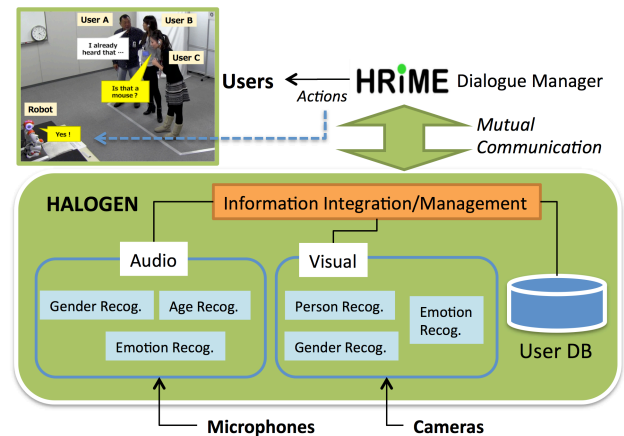 User A
User B
I already
heard that ⋯
User C
Is that a
mouse ?
Robot
Yes !
Users
Actions
HRiME Dialogue Manager
Mutual
Communication
HALOGEN
Information Integration/Management
Audio
Visual
Gender Recog.
Age Recog.
Emotion Recog.
Person Recog.
Gender Recog.
Emotion
Recog.
User DB
Microphones
Cameras